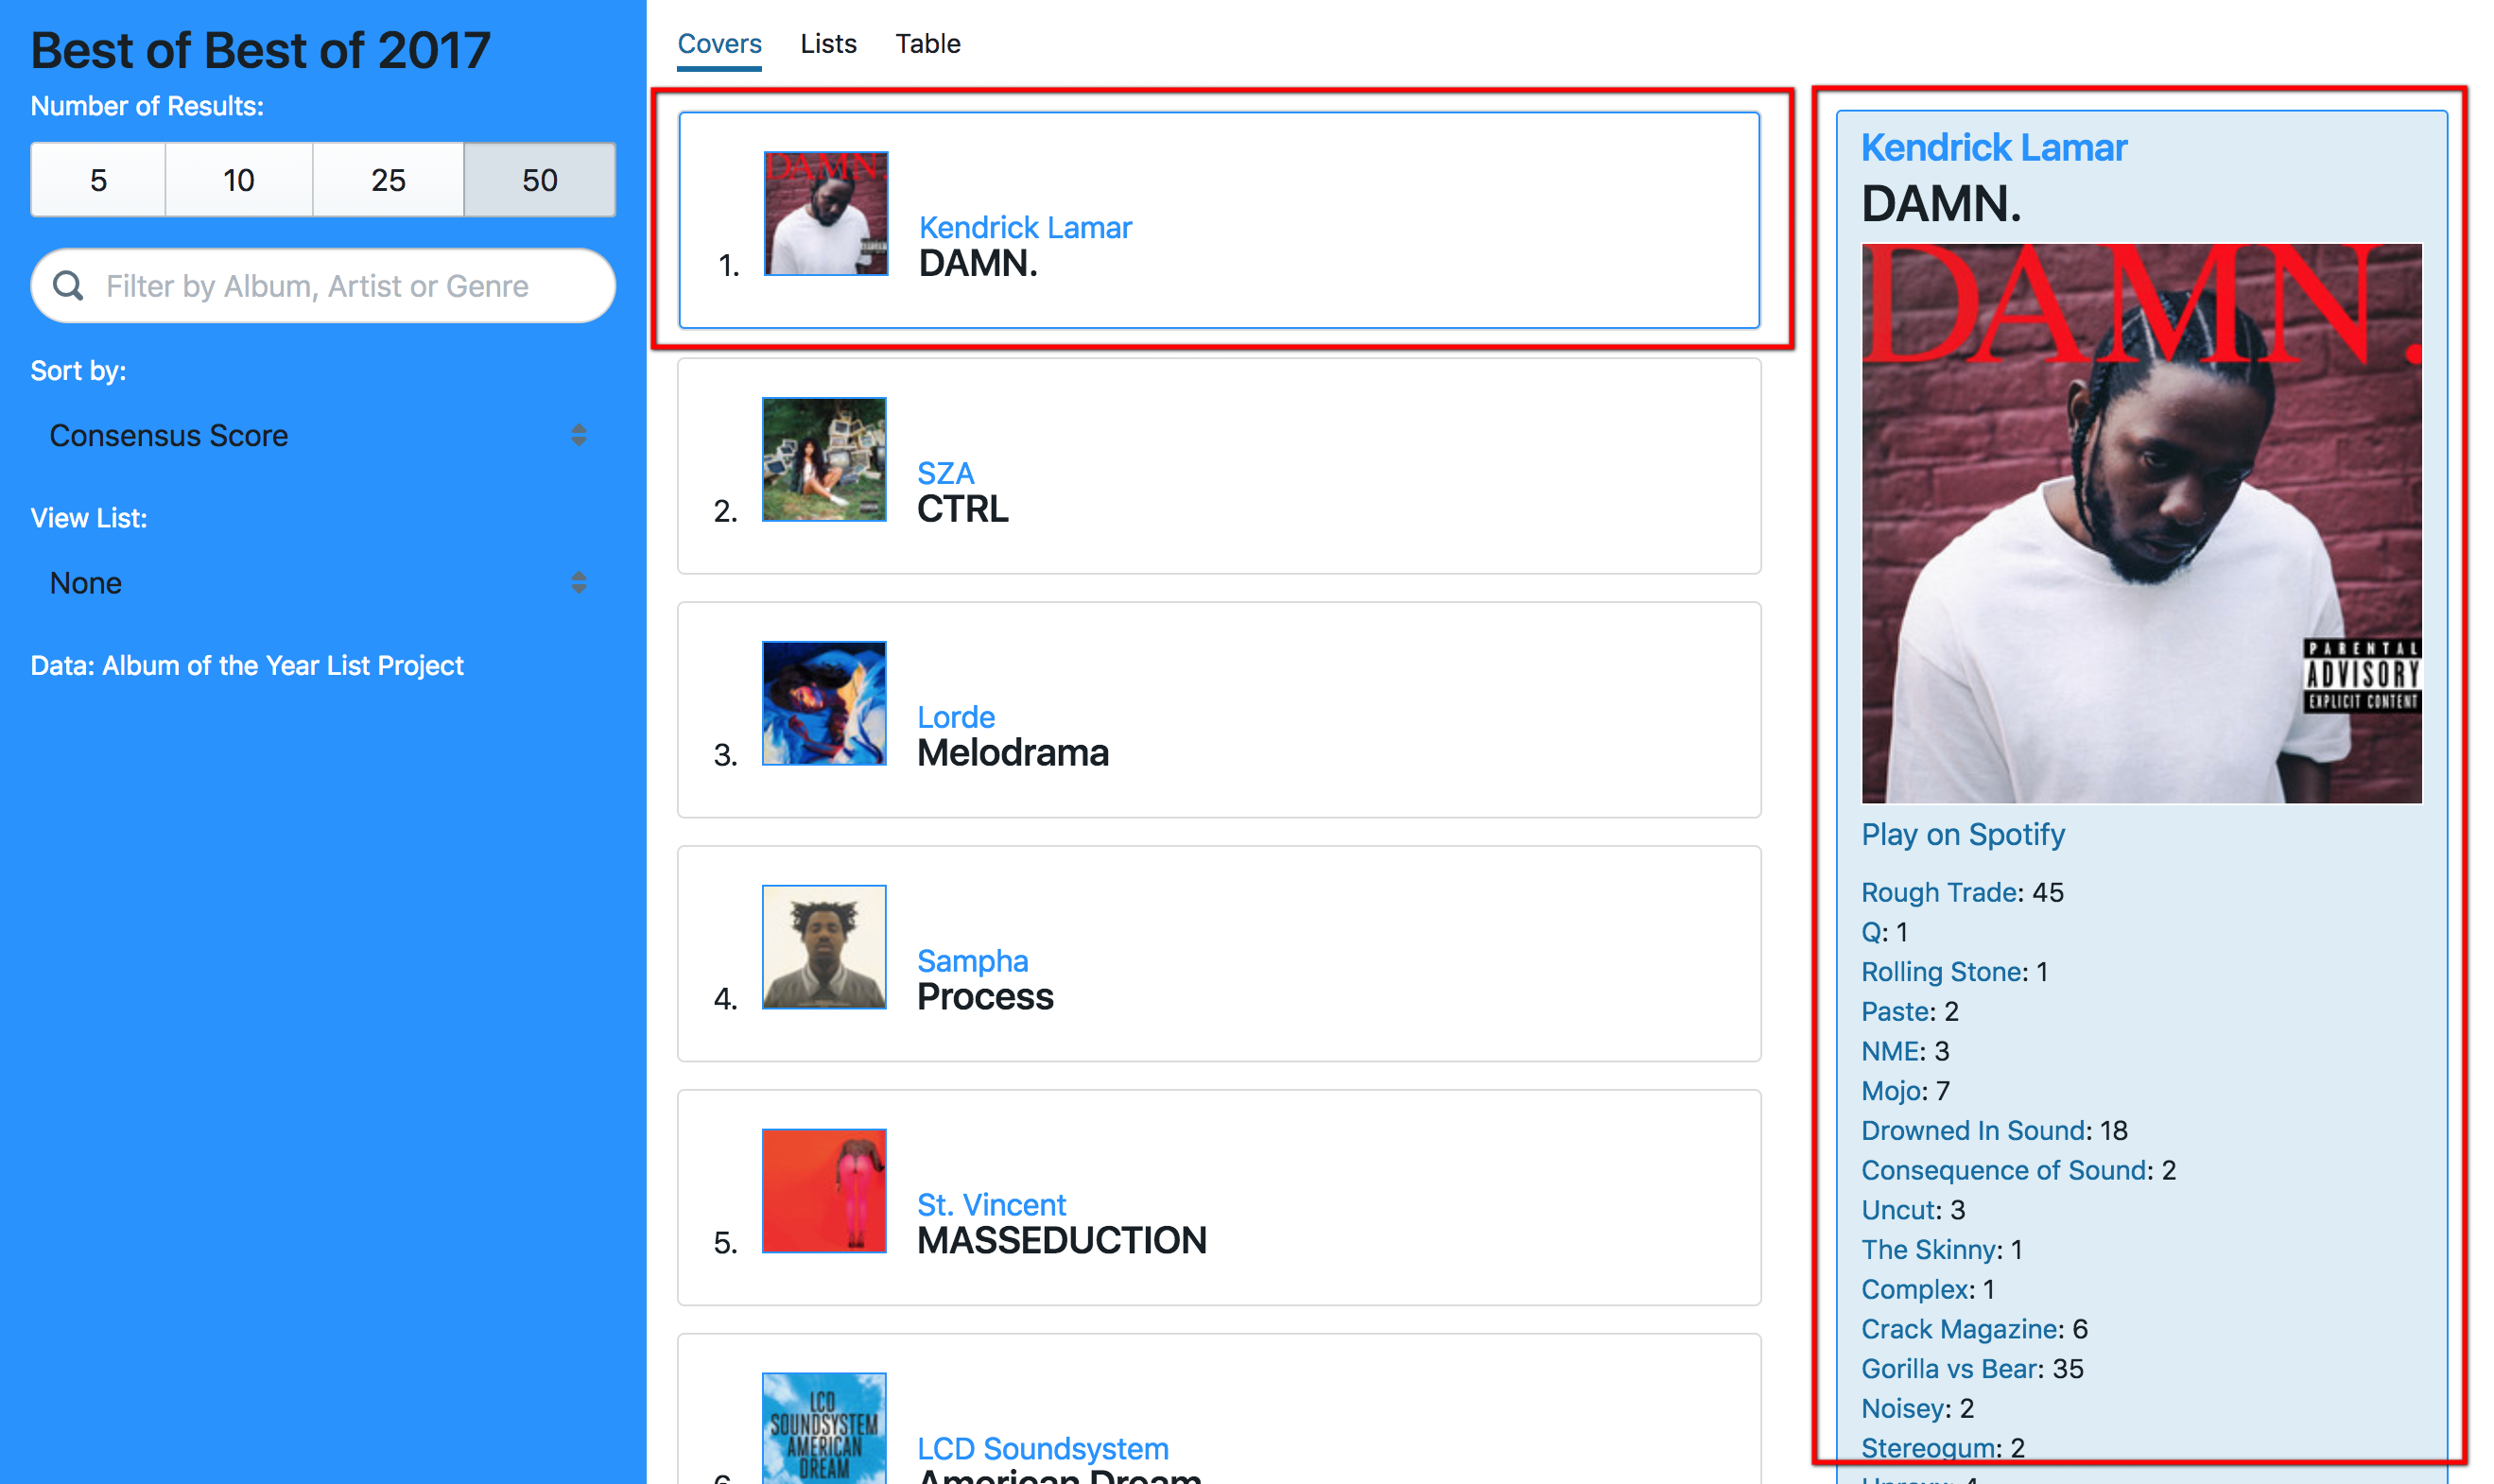 Best of Best of 2017
Number of Results:
5 10 25 50
Filter by Album, Artist or Genre
Sort by:
Consensus Score
View List:
None
Data: Album of the Year List Project
Covers Lists Table
DAMN.
1. Kendrick Lamar
DAMN.
2. SZA
CTRL
3. Lorde
Melodrama
4. Sampha
Process
5. St. Vincent
MASSEDUCTION
LCD
SOUNDSYSTEM
AMERICAN
DREAM
6. LCD Soundsystem
American Dream
Kendrick Lamar
DAMN.
DAMN.
PARENTAL
ADVISORY
EXPLICIT CONTENT
Play on Spotify
Rough Trade: 45
Q: 1
Rolling Stone: 1
Paste: 2
NME: 3
Mojo: 7
Drowned In Sound: 18
Consequence of Sound: 2
Uncut: 3
The Skinny: 1
Complex: 1
Crack Magazine: 6
Gorilla vs Bear: 35
Noisey: 2
Stereogum: 2